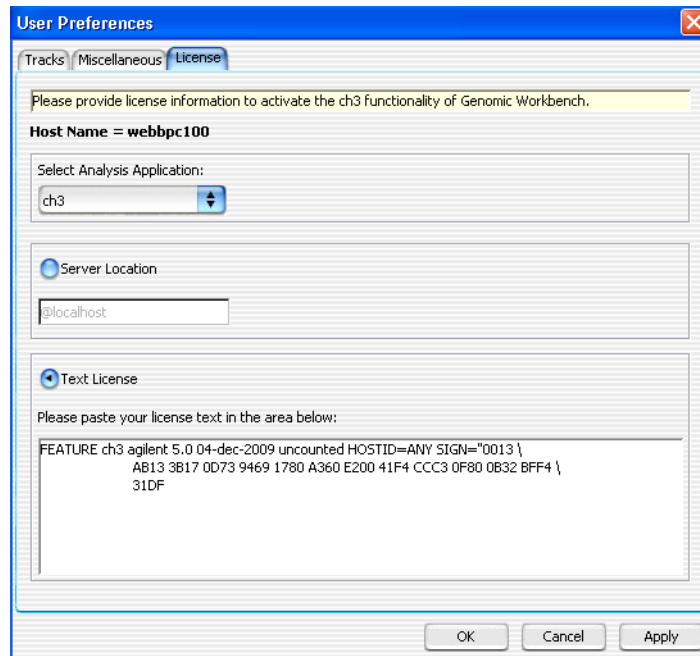 User Preferences
Tracks Miscellaneous License
Please provide license information to activate the ch3 functionality of Genomic Workbench.
Host Name = webbpc100
Select Analysis Application:
ch3
Server Location
@localhost
Text License
Please paste your license text in the area below:
FEATURE ch3 agilent 5.0 04-dec-2009 uncounted HOSTID=ANY SIGN="0013 \
AB13 3B17 0D73 9469 1780 A360 E200 41F4 CCC3 0F80 0B32 BFF4 \
31DF
OK Cancel Apply